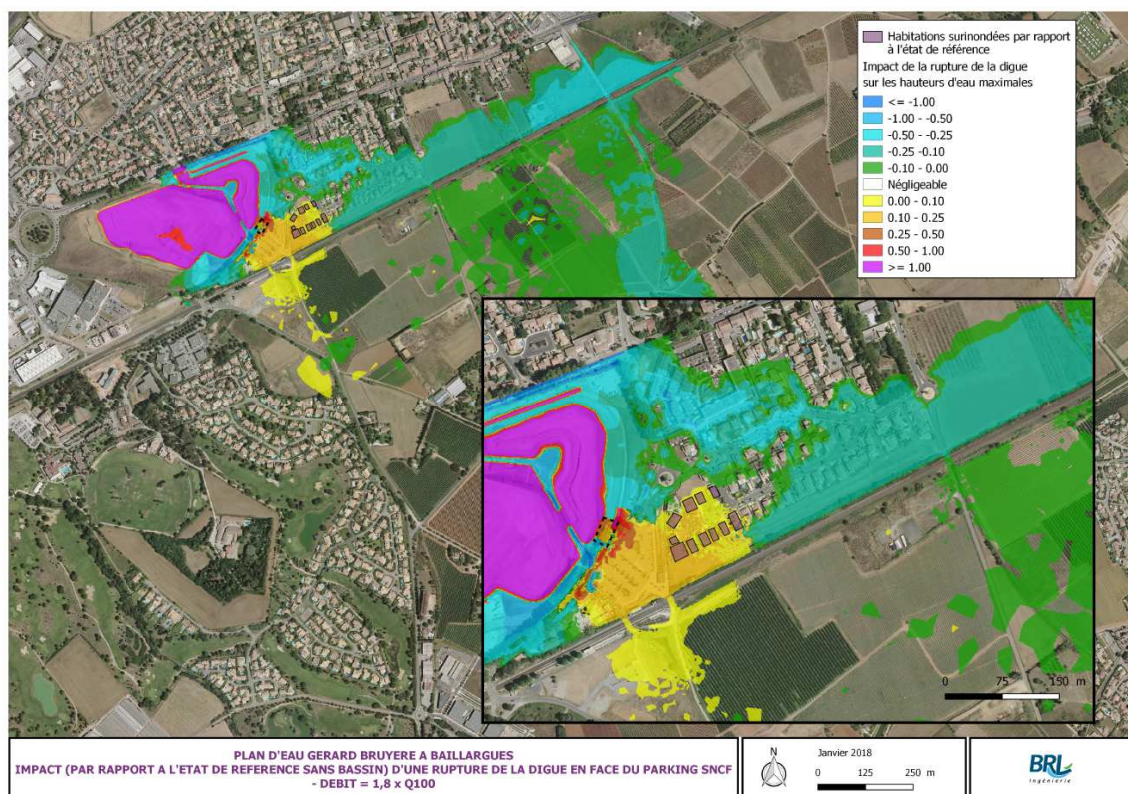 Habitations surinondées par rapport
à l'état de référence
Impact de la rupture de la digue
sur les hauteurs d'eau maximales
<= -1.00
-1.00 - -0.50
-0.50 - -0.25
-0.25 -0.10
-0.10 - 0.00
Négligeable
0.00 - 0.10
0.10 - 0.25
0.25 - 0.50
0.50 - 1.00
>= 1.00
0 75 150 m
PLAN D'EAU GERARD BRUYERE A BAILLARGUES
IMPACT (PAR RAPPORT A L'ETAT DE REFERENCE SANS BASSIN) D'UNE RUPTURE DE LA DIGUE EN FACE DU PARKING SNCF
- DEBIT = 1,8 x Q100
N
Janvier 2018
0 125 250 m
BRL
ingénierie